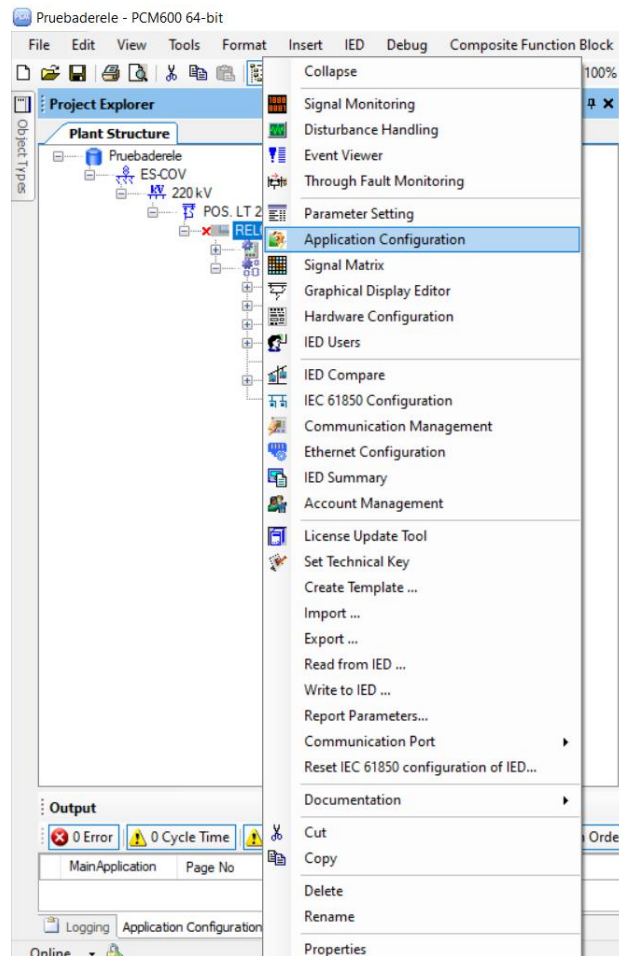 Pruebaderele - PCM600 64-bit
File Edit View Tools Format Insert IED Debug Composite Function Block
100%
Project Explorer
Object Types
Plant Structure
Pruebaderele
ES-COV
220 kV
POS. LT 2
Collapse
Signal Monitoring
Disturbance Handling
Event Viewer
Through Fault Monitoring
Parameter Setting
Application Configuration
Signal Matrix
Graphical Display Editor
Hardware Configuration
IED Users
IED Compare
IEC 61850 Configuration
Communication Management
Ethernet Configuration
IED Summary
Account Management
License Update Tool
Set Technical Key
Create Template ...
Import ...
Export ...
Read from IED ...
Write to IED ...
Report Parameters...
Communication Port
Reset IEC 61850 configuration of IED...
Documentation
Cut
Copy
Delete
Rename
Properties
Output
0 Error 0 Cycle Time
n Orde
MainApplication Page No
Logging Application Configuration
Online